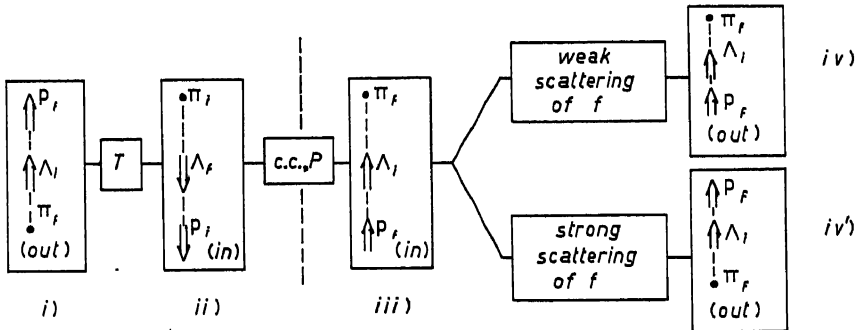 p_f
Λ_i
π_f
(out)
i)
T
π_i
Λ_f
p_i
(in)
ii)
c.c., P
π_f
Λ_i
p_f
(in)
iii)
weak
scattering
of f
π_f
Λ_i
p_f
(out)
iv)
strong
scattering
of f
p_f
Λ_i
π_f
(out)
iv')